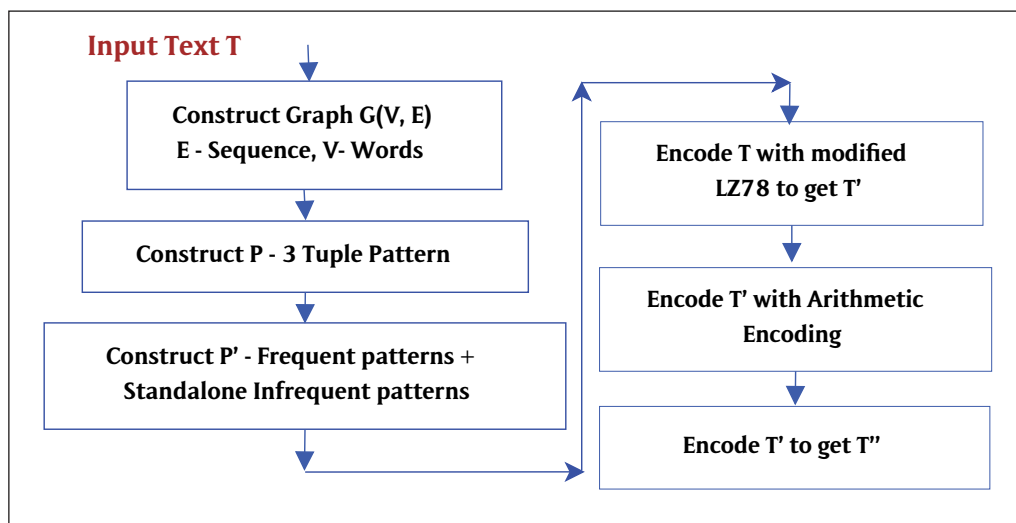 Input Text T
Construct Graph G(V, E)
E - Sequence, V- Words
Construct P - 3 Tuple Pattern
Construct P' - Frequent patterns +
Standalone Infrequent patterns
Encode T with modified
LZ78 to get T’
Encode T’ with Arithmetic
Encoding
Encode T’ to get T’’